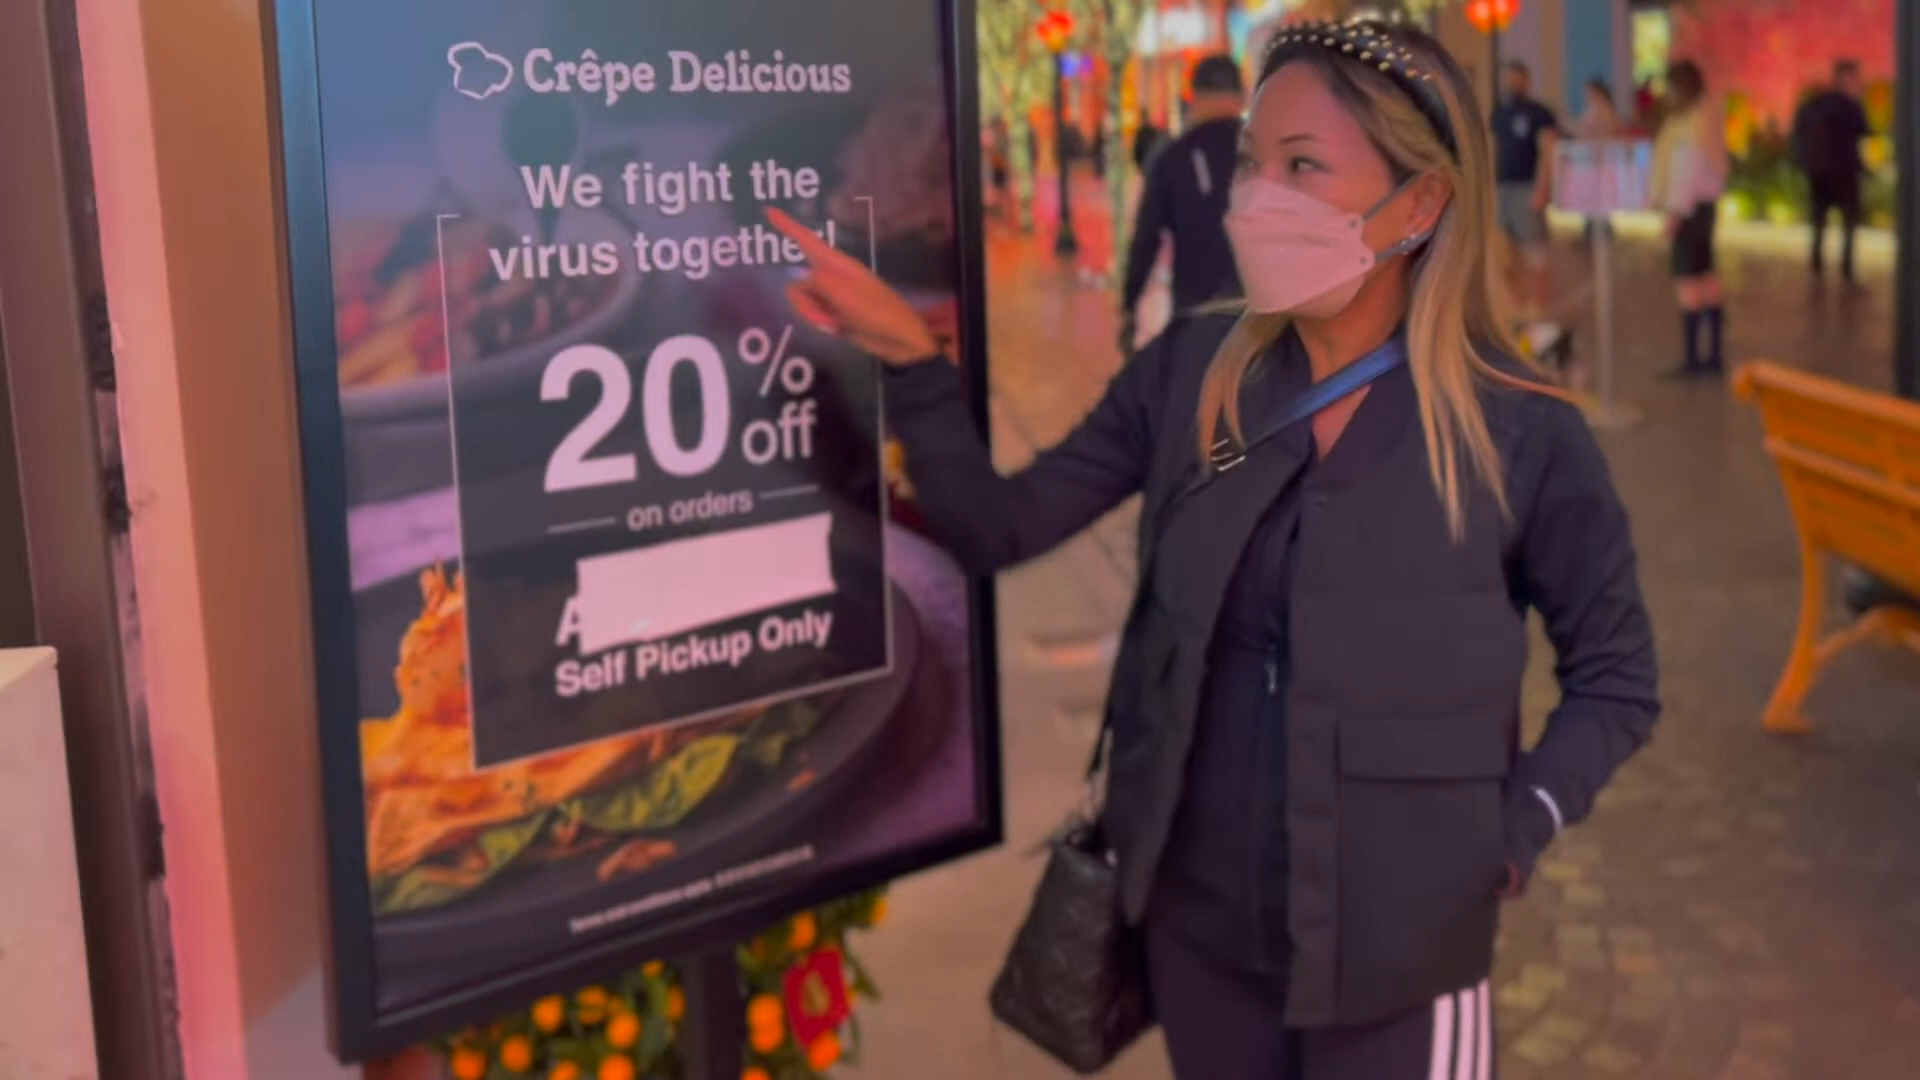 Crêpe Delicious
We fight the
virus together!
20% off
on orders
A
Self Pickup Only